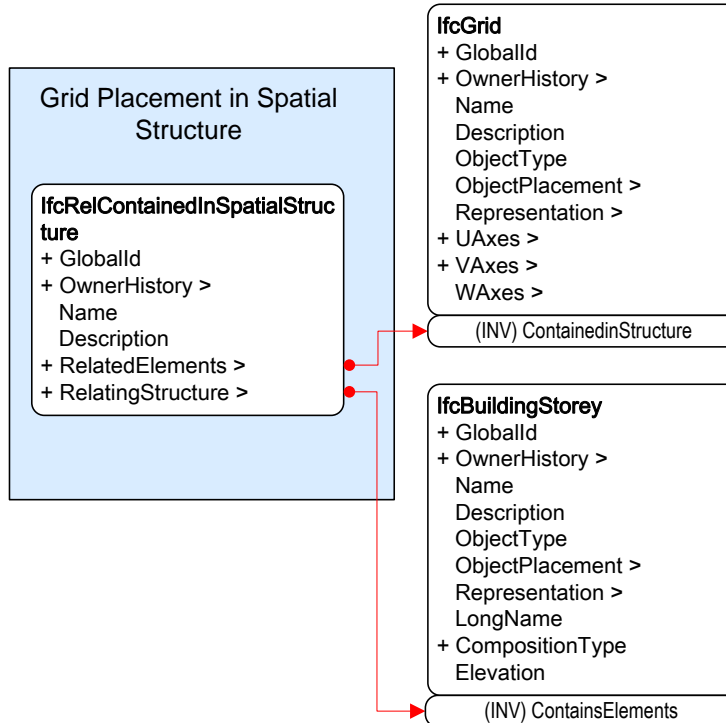 Grid Placement in Spatial
Structure
IfcRelContainedInSpatialStruc
ture
+ GlobalId
+ OwnerHistory >
Name
Description
+ RelatedElements >
+ RelatingStructure >
IfcGrid
+ GlobalId
+ OwnerHistory >
Name
Description
ObjectType
ObjectPlacement >
Representation >
+ UAxes >
+ VAxes >
WAxes >
(INV) ContainedinStructure
IfcBuildingStorey
+ GlobalId
+ OwnerHistory >
Name
Description
ObjectType
ObjectPlacement >
Representation >
LongName
+ CompositionType
Elevation
(INV) ContainsElements